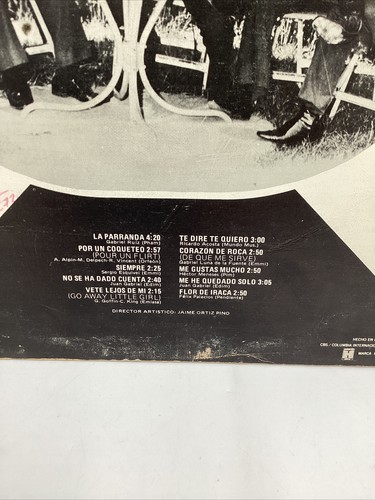 LA PARRANDA 4:20
Gabriel Ruiz (Pham)
POR UN COQUETEO 2:57
(POUR UN FLIRT)
A. Alpin-M. Delpech-R. Vincent (Orfeón)
SIEMPRE 2:25
Sergio Esquivel (Emmi)
NO SE HA DADO CUENTA 2:40
Juan Gabriel (Edim)
VETE LEJOS DE MI 2:15
(GO AWAY LITTLE GIRL)
G. Goffin-C. King (Emlasa)
TE DIRE TE QUIERO 3:00
Ricardo Acosta (Mundo Mus.)
CORAZON DE ROCA 2:50
(DE QUE ME SIRVE)
Gabriel Luna de la Fuente (Emmi)
ME GUSTAS MUCHO 2:50
Héctor Meneses (Pim)
ME HE QUEDADO SOLO 3:05
Juan Gabriel (Edim)
FLOR DE IRACA 2:50
Félix Palacios (Pendiente)
DIRECTOR ARTISTICO: JAIME ORTIZ PINO
HECHO EN
CBS / COLUMBIA INTERNACIO
MARCA